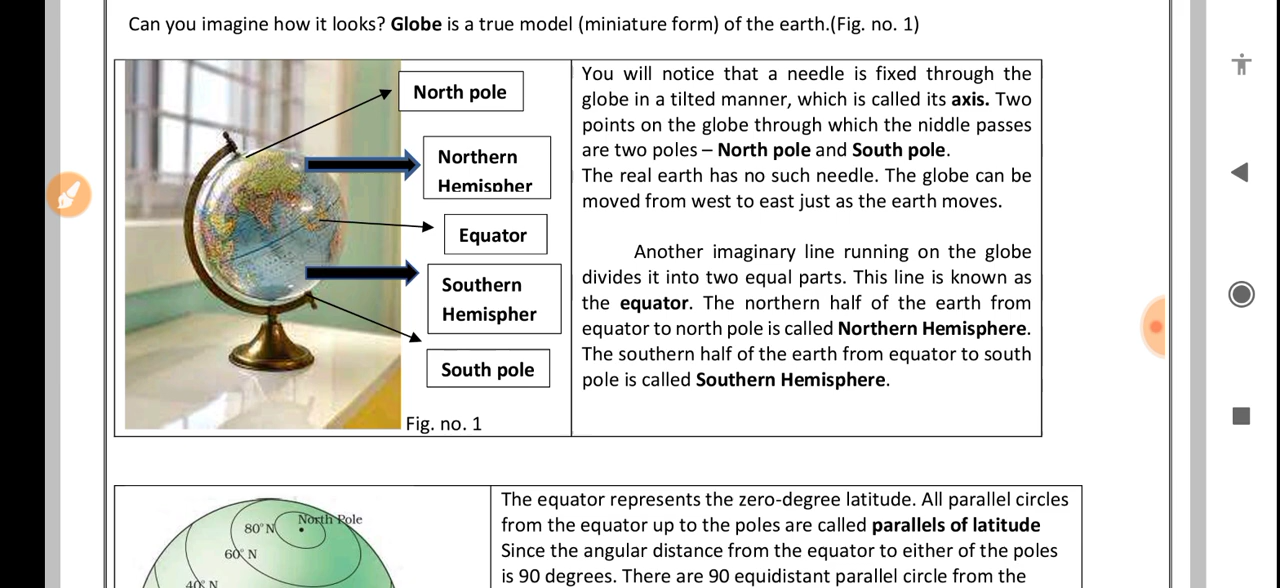 Can you imagine how it looks? Globe is a true model (miniature form) of the earth.(Fig. no. 1)
North pole
Northern
Hemispher
Equator
Southern
Hemispher
South pole
Fig. no. 1
You will notice that a needle is fixed through the
globe in a tilted manner, which is called its axis. Two
points on the globe through which the niddle passes
are two poles – North pole and South pole.
The real earth has no such needle. The globe can be
moved from west to east just as the earth moves.
Another imaginary line running on the globe
divides it into two equal parts. This line is known as
the equator. The northern half of the earth from
equator to north pole is called Northern Hemisphere.
The southern half of the earth from equator to south
pole is called Southern Hemisphere.
North Pole
80° N
60° N
40° N
The equator represents the zero-degree latitude. All parallel circles
from the equator up to the poles are called parallels of latitude
Since the angular distance from the equator to either of the poles
is 90 degrees. There are 90 equidistant parallel circle from the